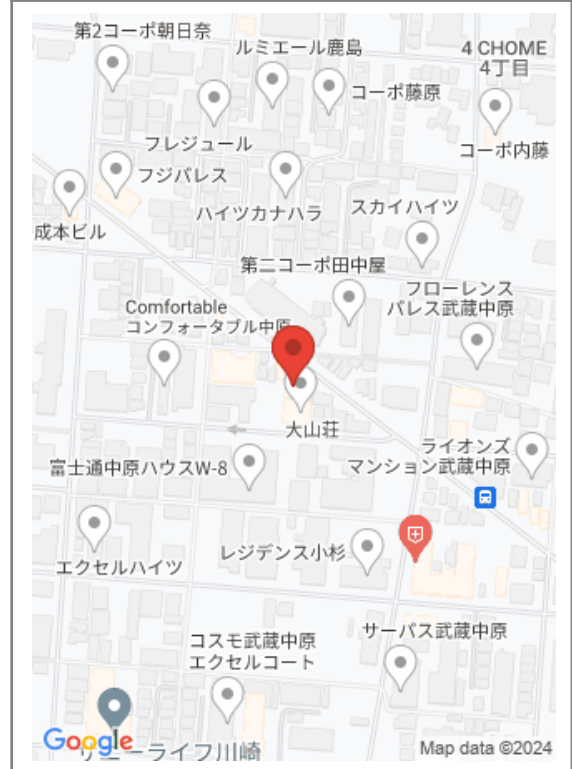 第2コーポ朝日奈
ルミエール鹿島
4 CHOME
4丁目
コーポ藤原
フレジュール
コーポ内藤
フジパレス
ハイツカナハラ
スカイハイツ
成本ビル
第二コーポ田中屋
フローレンス
パレス武蔵中原
Comfortable
コンフォータブル中原
大山荘
ライオンズ
マンション武蔵中原
富士通中原ハウスW-8
レジデンス小杉
エクセルハイツ
サーパス武蔵中原
コスモ武蔵中原
エクセルコート
Google
ーライフ川崎
Map data ©2024